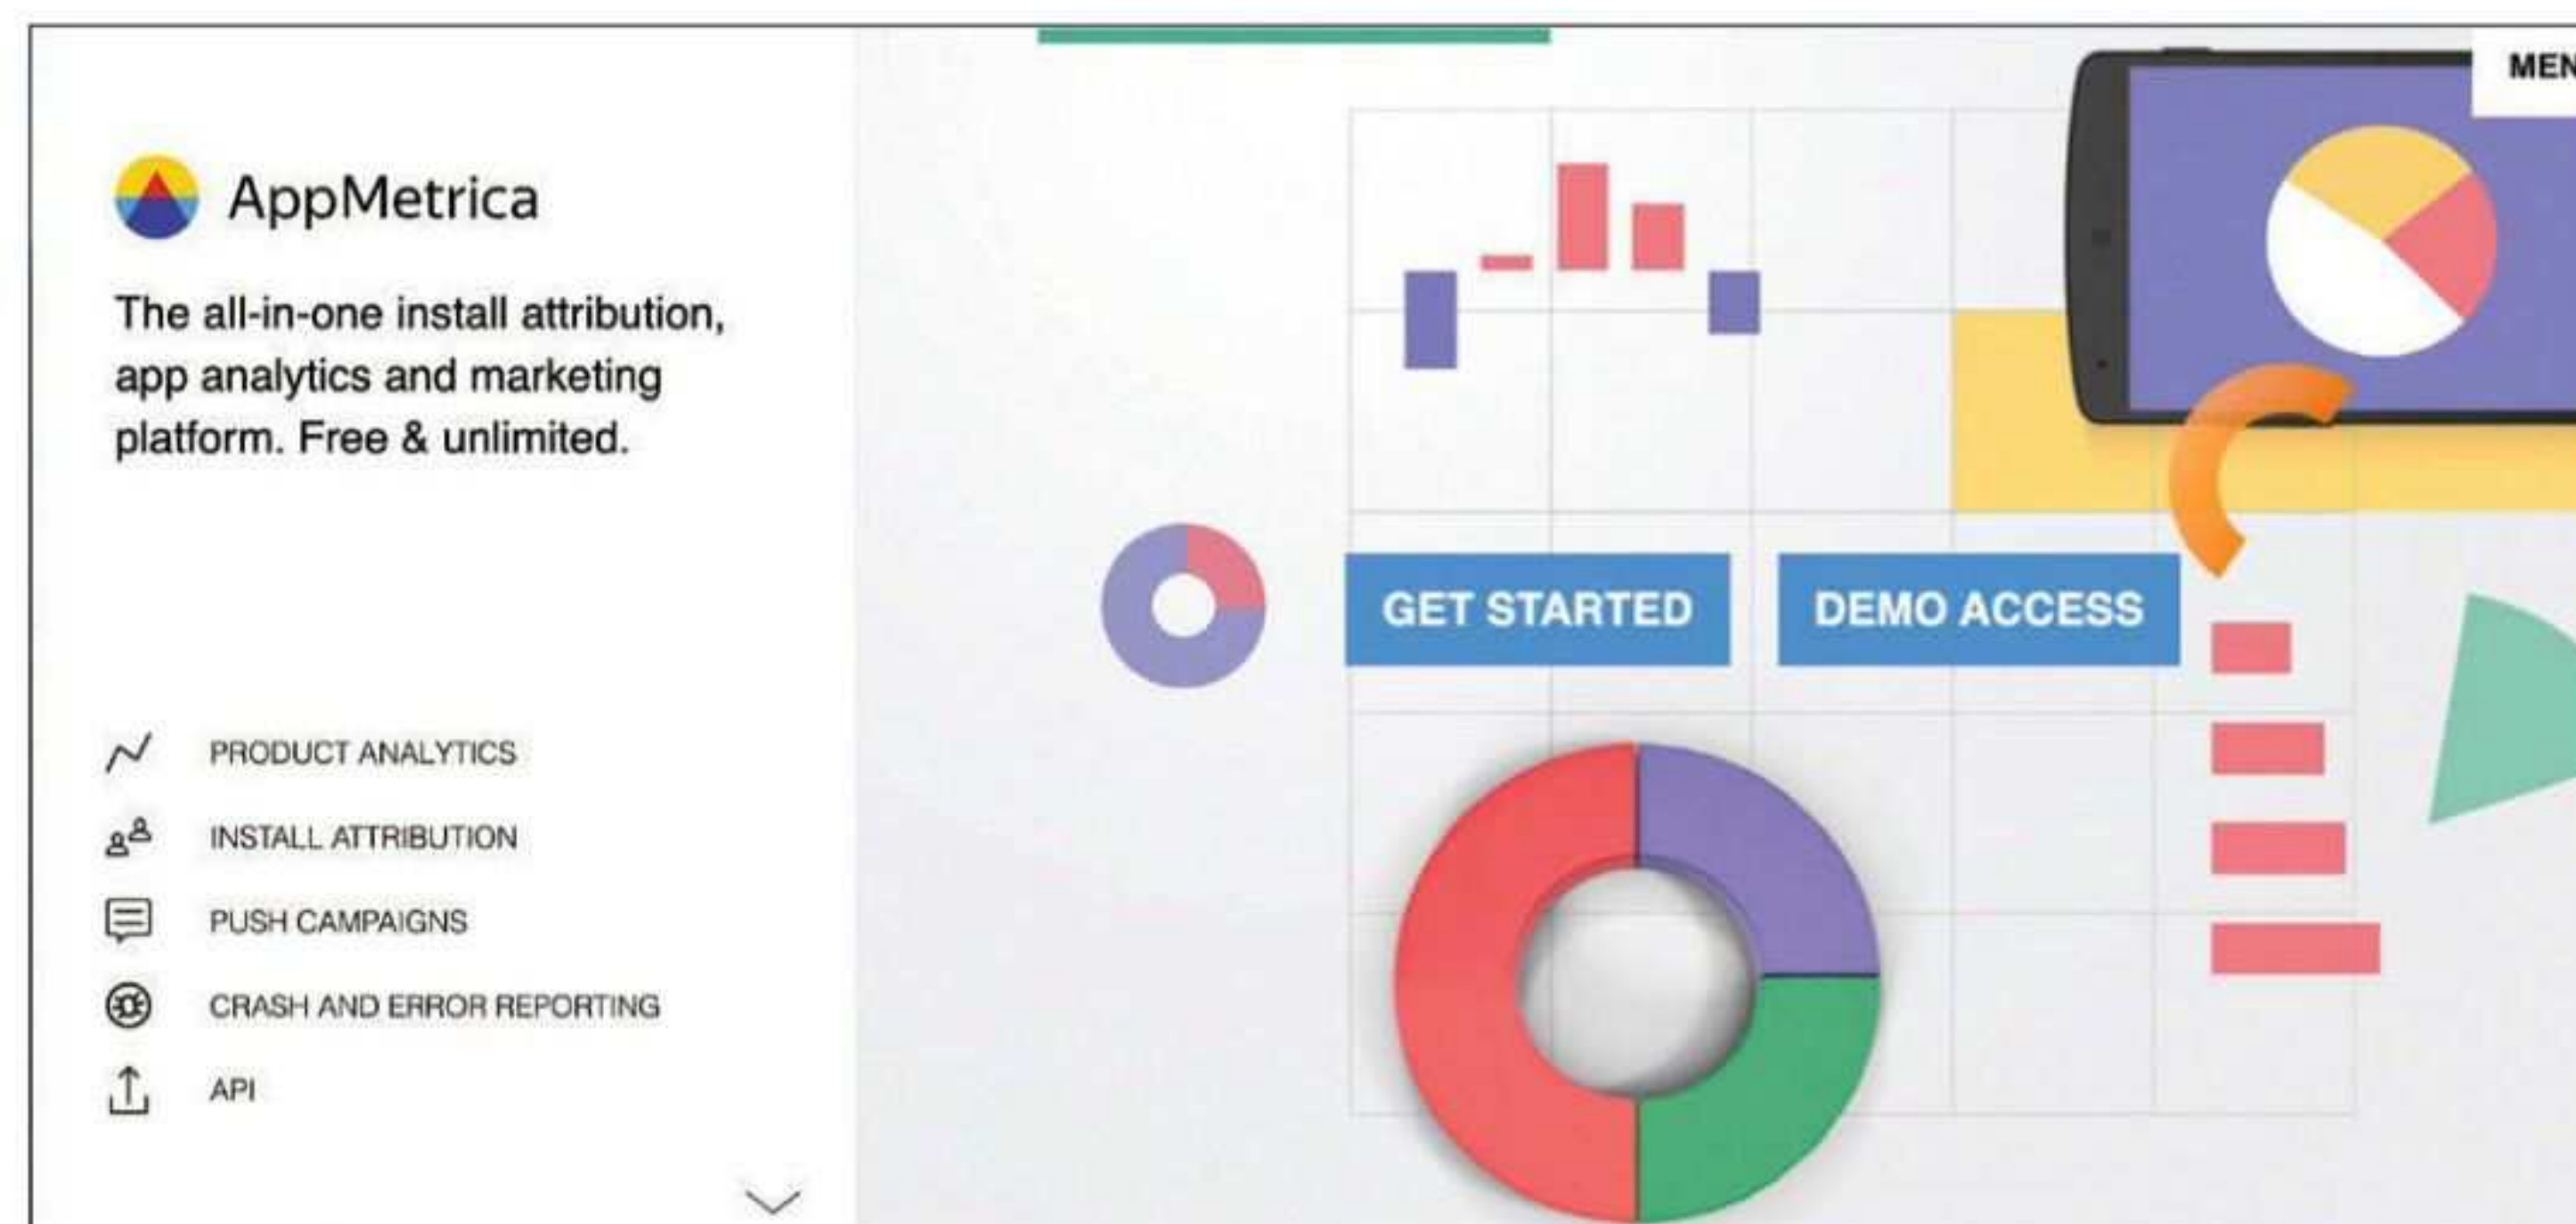 MEN
AppMetrica
The all-in-one install attribution,
app analytics and marketing
platform. Free & unlimited.
GET STARTED
DEMO ACCESS
PRODUCT ANALYTICS
INSTALL ATTRIBUTION
PUSH CAMPAIGNS
CRASH AND ERROR REPORTING
API